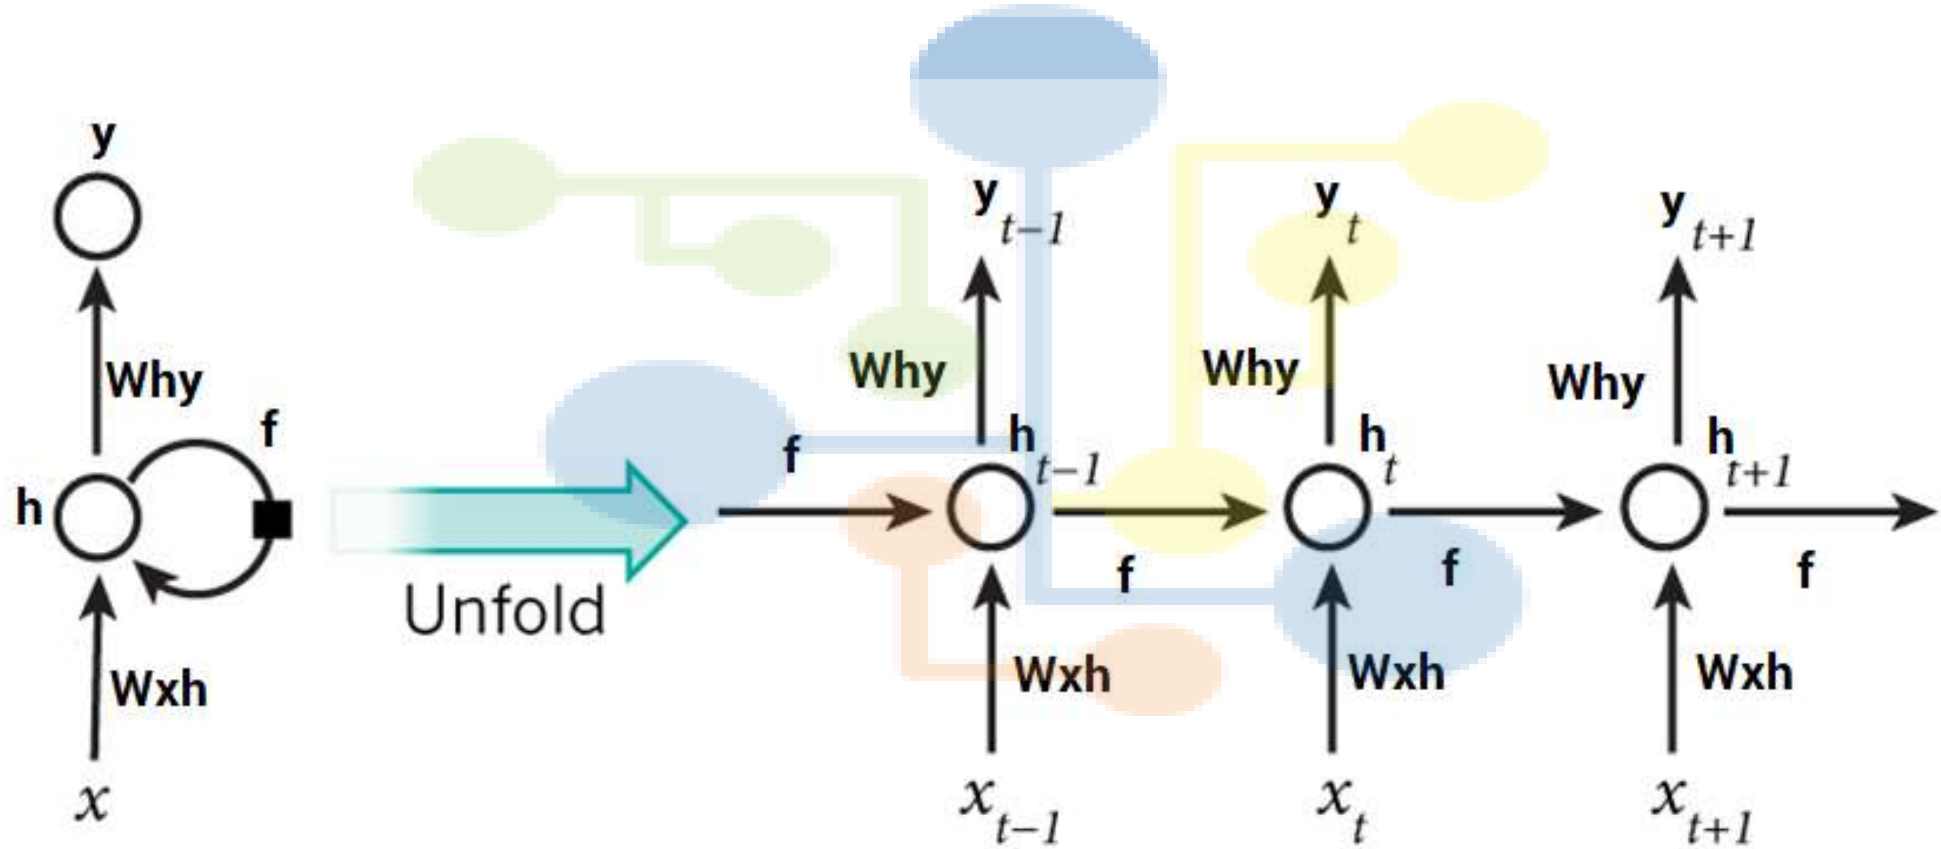 y
Why
f
h
Wxh
x
Unfold
f
y t−1
Why
h t−1
f
Wxh
x t−1
y t
Why
h t
f
Wxh
x t
y t+1
Why
h t+1
f
Wxh
x t+1